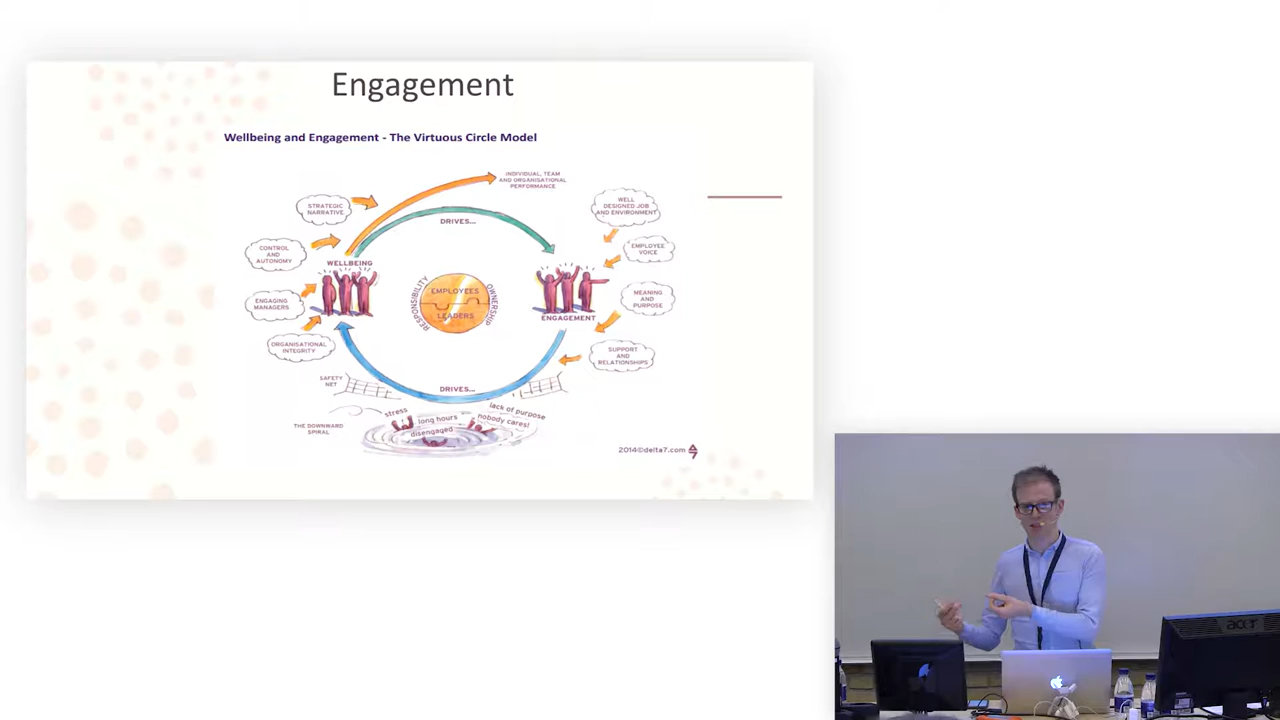 Engagement
Wellbeing and Engagement - The Virtuous Circle Model
INDIVIDUAL, TEAM
AND ORGANISATIONAL
PERFORMANCE
STRATEGIC
NARRATIVE
DRIVES...
WELL
DESIGNED JOB
AND ENVIRONMENT
CONTROL
AND
AUTONOMY
EMPLOYEE
VOICE
WELLBEING
ENGAGING
MANAGERS
RESPONSIBILITY
EMPLOYEES
LEADERS
OWNERSHIP
MEANING
AND
PURPOSE
ENGAGEMENT
ORGANISATIONAL
INTEGRITY
SUPPORT
AND
RELATIONSHIPS
SAFETY
NET
DRIVES...
THE DOWNWARD
SPIRAL
stress
long hours
disengaged
lack of purpose
nobody cares!
2014©delta7.com
acer